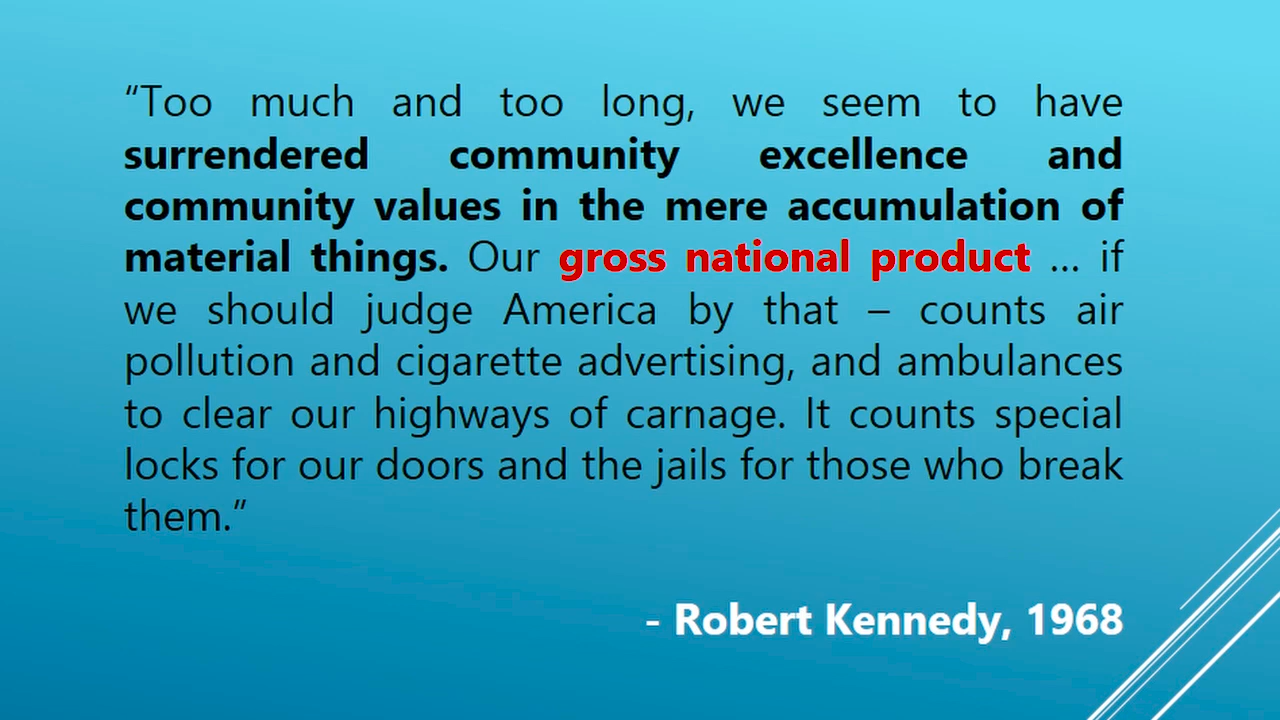 “Too much and too long, we seem to have
surrendered community excellence and
community values in the mere accumulation of
material things. Our gross national product ... if
we should judge America by that – counts air
pollution and cigarette advertising, and ambulances
to clear our highways of carnage. It counts special
locks for our doors and the jails for those who break
them.”
- Robert Kennedy, 1968